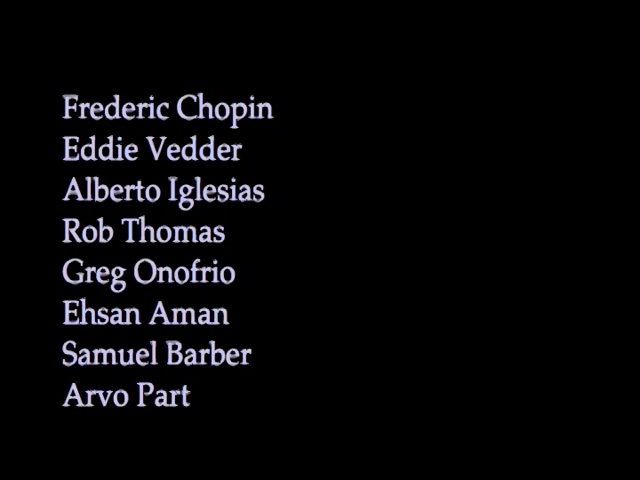 Frederic Chopin
Eddie Vedder
Alberto Iglesias
Rob Thomas
Greg Onofrio
Ehsan Aman
Samuel Barber
Arvo Part